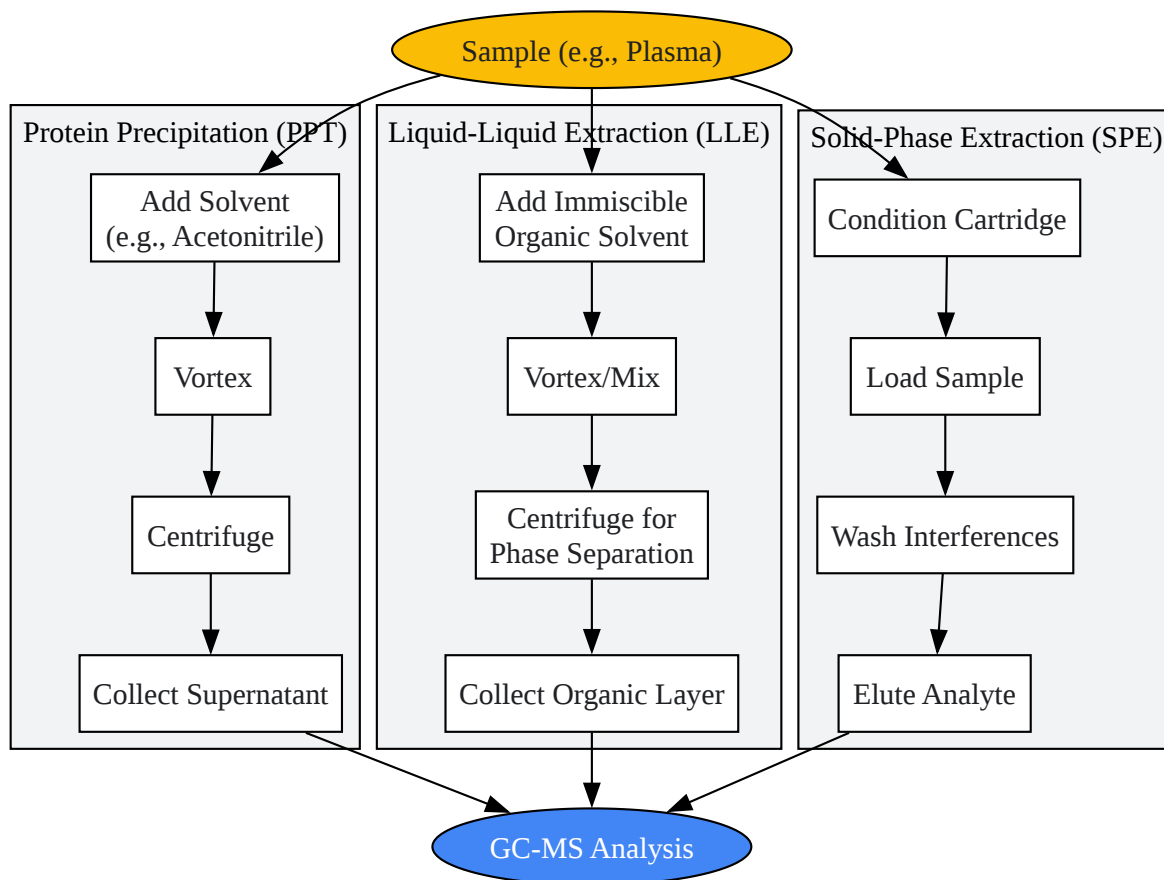 Sample (e.g., Plasma)
Protein Precipitation (PPT)
Add Solvent
(e.g., Acetonitrile)
Vortex
Centrifuge
Collect Supernatant
Liquid-Liquid Extraction (LLE)
Add Immiscible
Organic Solvent
Vortex/Mix
Centrifuge for
Phase Separation
Collect Organic Layer
Solid-Phase Extraction (SPE)
Condition Cartridge
Load Sample
Wash Interferences
Elute Analyte
GC-MS Analysis